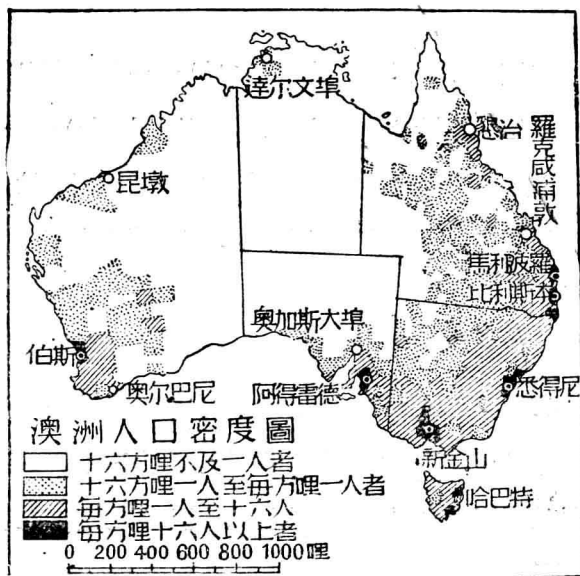 達尔文埠
昆墩
懇治
羅克咸浦敦
馬利波羅
比利斯本
奧加斯大埠
伯斯
奧尔巴尼
阿得雷德
悉得尼
新金山
哈巴特
澳洲人口密度圖
十六方哩不及一人者
十六方哩一人至每方哩一人者
每方哩一人至十六人
每方哩十六人以上者
0 200 400 600 800 1000哩